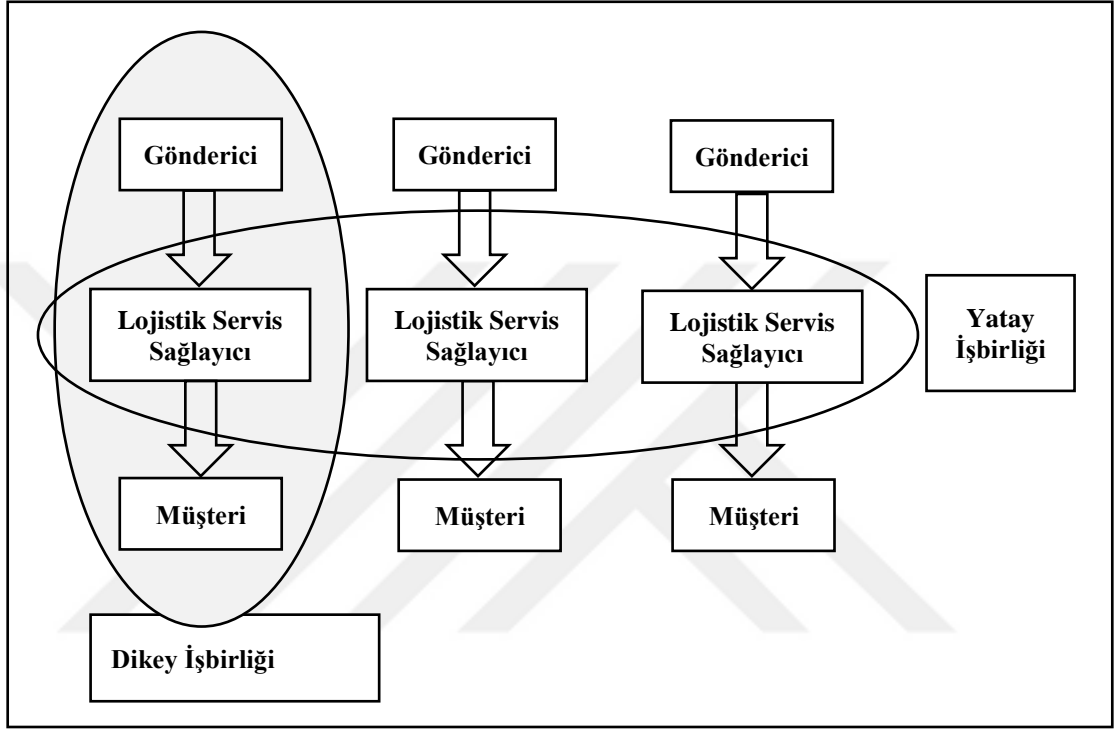 Gönderici
Gönderici
Gönderici
Lojistik Servis
Sağlayıcı
Lojistik Servis
Sağlayıcı
Lojistik Servis
Sağlayıcı
Yatay
İşbirliği
Müşteri
Müşteri
Müşteri
Dikey İşbirliği